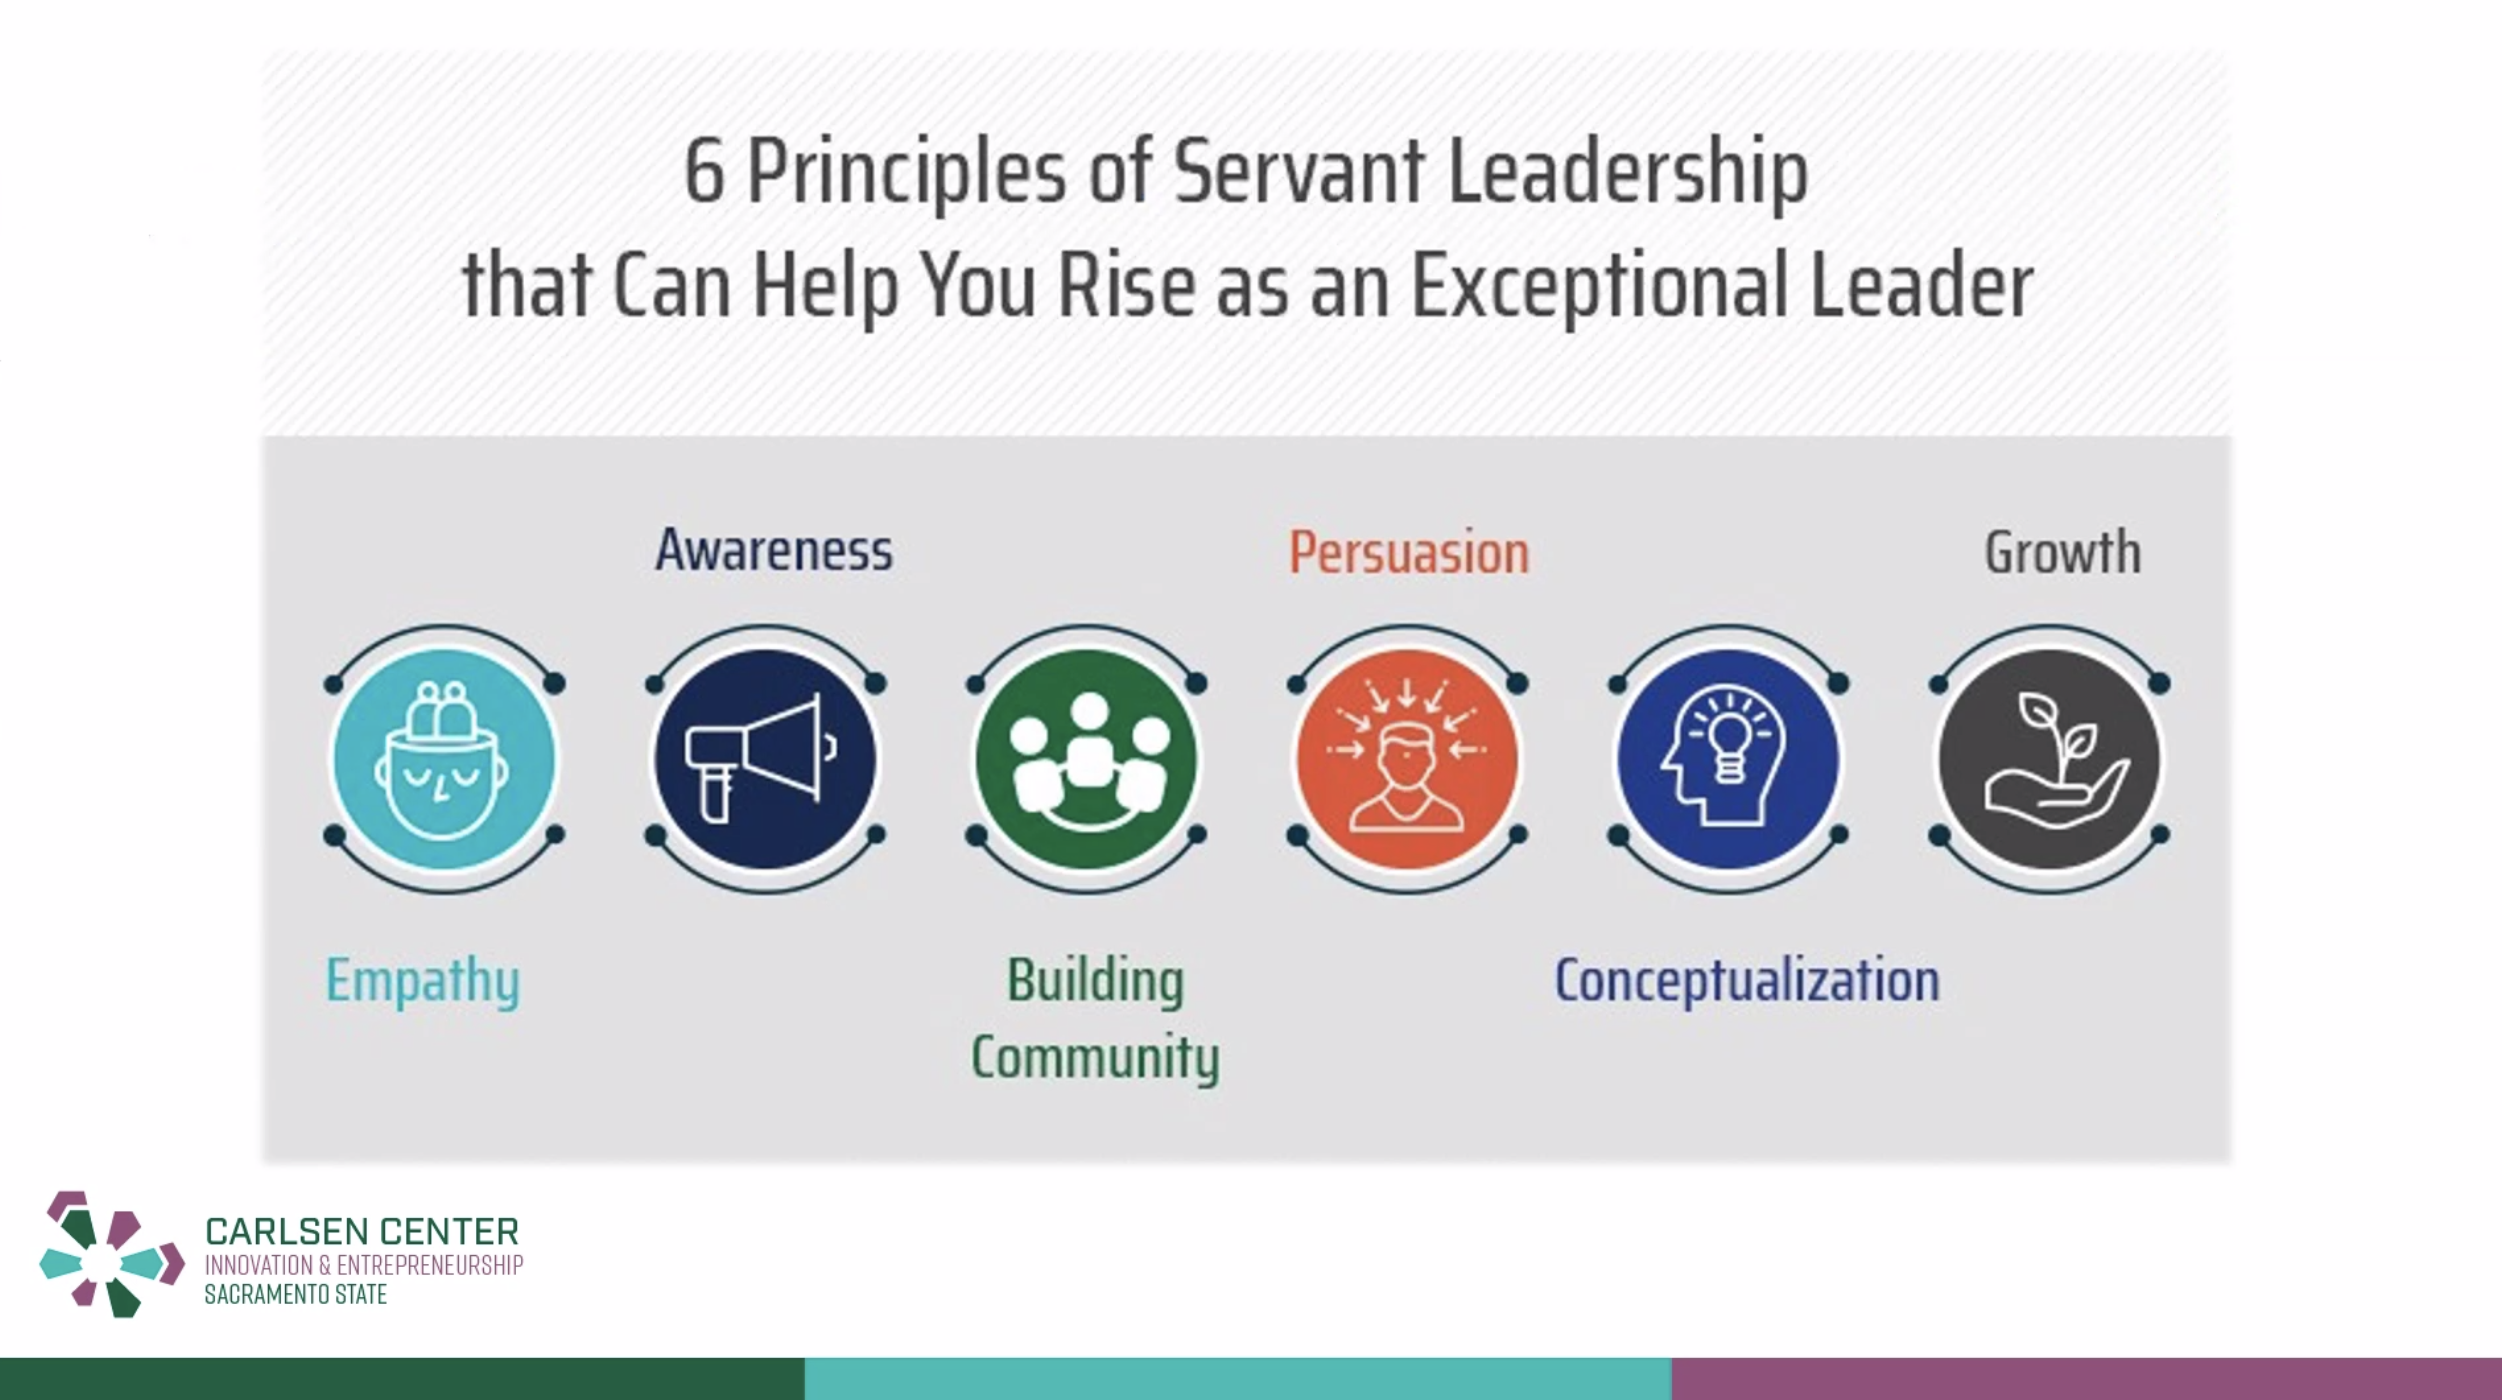 6 Principles of Servant Leadership
that Can Help You Rise as an Exceptional Leader
Awareness
Persuasion
Growth
Empathy
Building
Community
Conceptualization
CARLSEN CENTER
INNOVATION & ENTREPRENEURSHIP
SACRAMENTO STATE